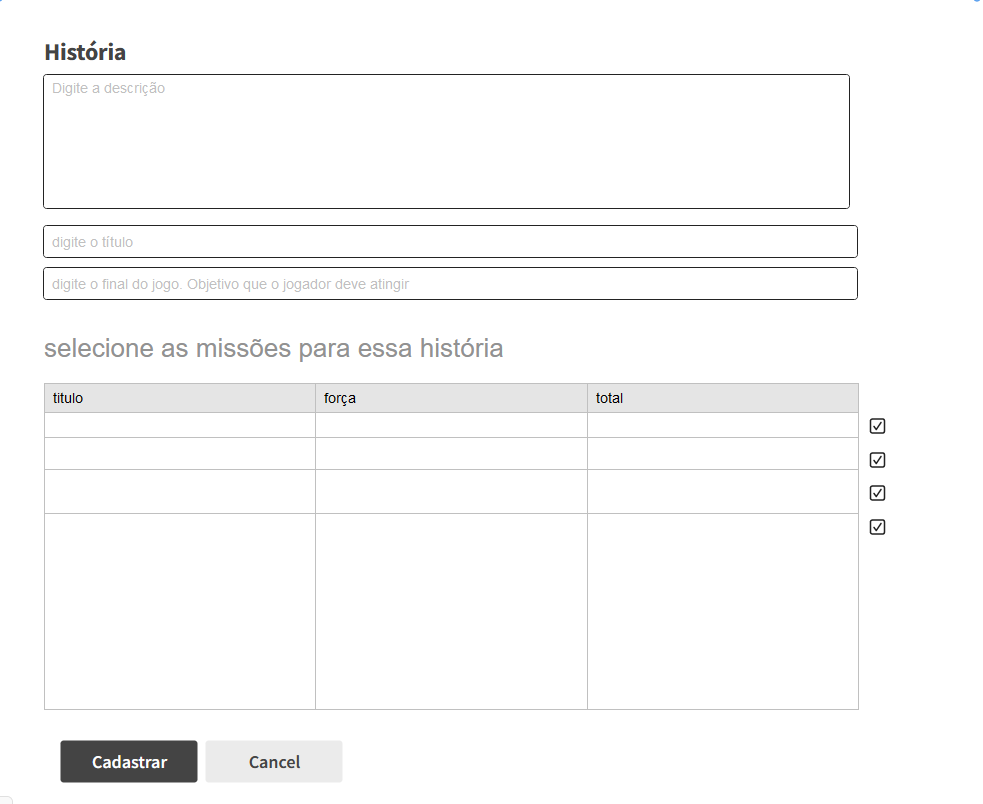 História
Digite a descrição
digite o título
digite o final do jogo. Objetivo que o jogador deve atingir
selecione as missões para essa história
titulo força total
Cadastrar Cancel